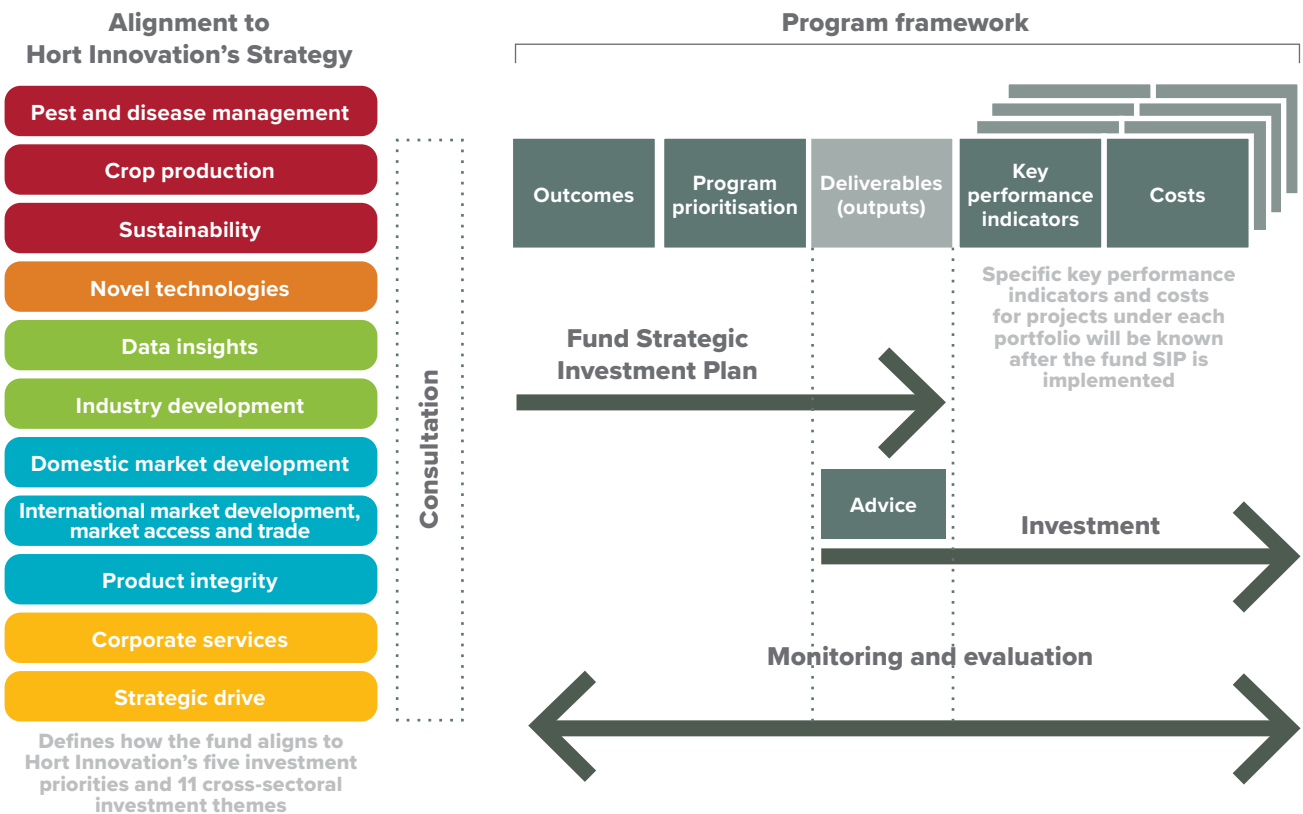 Alignment to
Hort Innovation's Strategy
Pest and disease management
Crop production
Sustainability
Novel technologies
Data insights
Industry development
Domestic market development
International market development,
market access and trade
Product integrity
Corporate services
Strategic drive
Defines how the fund aligns to
Hort Innovation's five investment
priorities and 11 cross-sectoral
investment themes
Consultation
Program framework
Outcomes
Program
prioritisation
Deliverables
(outputs)
Key
performance
indicators
Costs
Specific key performance
indicators and costs
for projects under each
portfolio will be known
after the fund SIP is
implemented
Fund Strategic
Investment Plan
Advice
Investment
Monitoring and evaluation